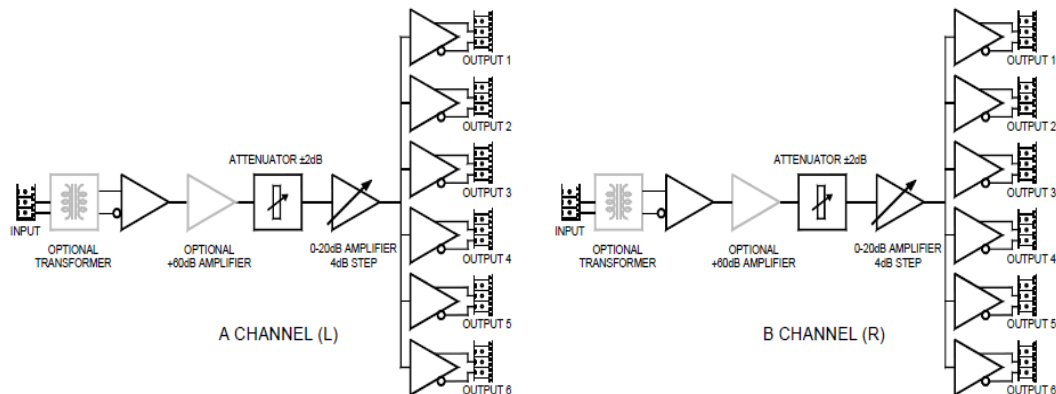 OUTPUT 1
OUTPUT 2
ATTENUATOR ±2dB
OUTPUT 3
INPUT
OPTIONAL
TRANSFORMER
OPTIONAL
+60dB AMPLIFIER
0-20dB AMPLIFIER
4dB STEP
OUTPUT 4
A CHANNEL (L)
OUTPUT 5
OUTPUT 6
OUTPUT 1
OUTPUT 2
ATTENUATOR ±2dB
OUTPUT 3
INPUT
OPTIONAL
TRANSFORMER
OPTIONAL
+60dB AMPLIFIER
0-20dB AMPLIFIER
4dB STEP
OUTPUT 4
B CHANNEL (R)
OUTPUT 5
OUTPUT 6